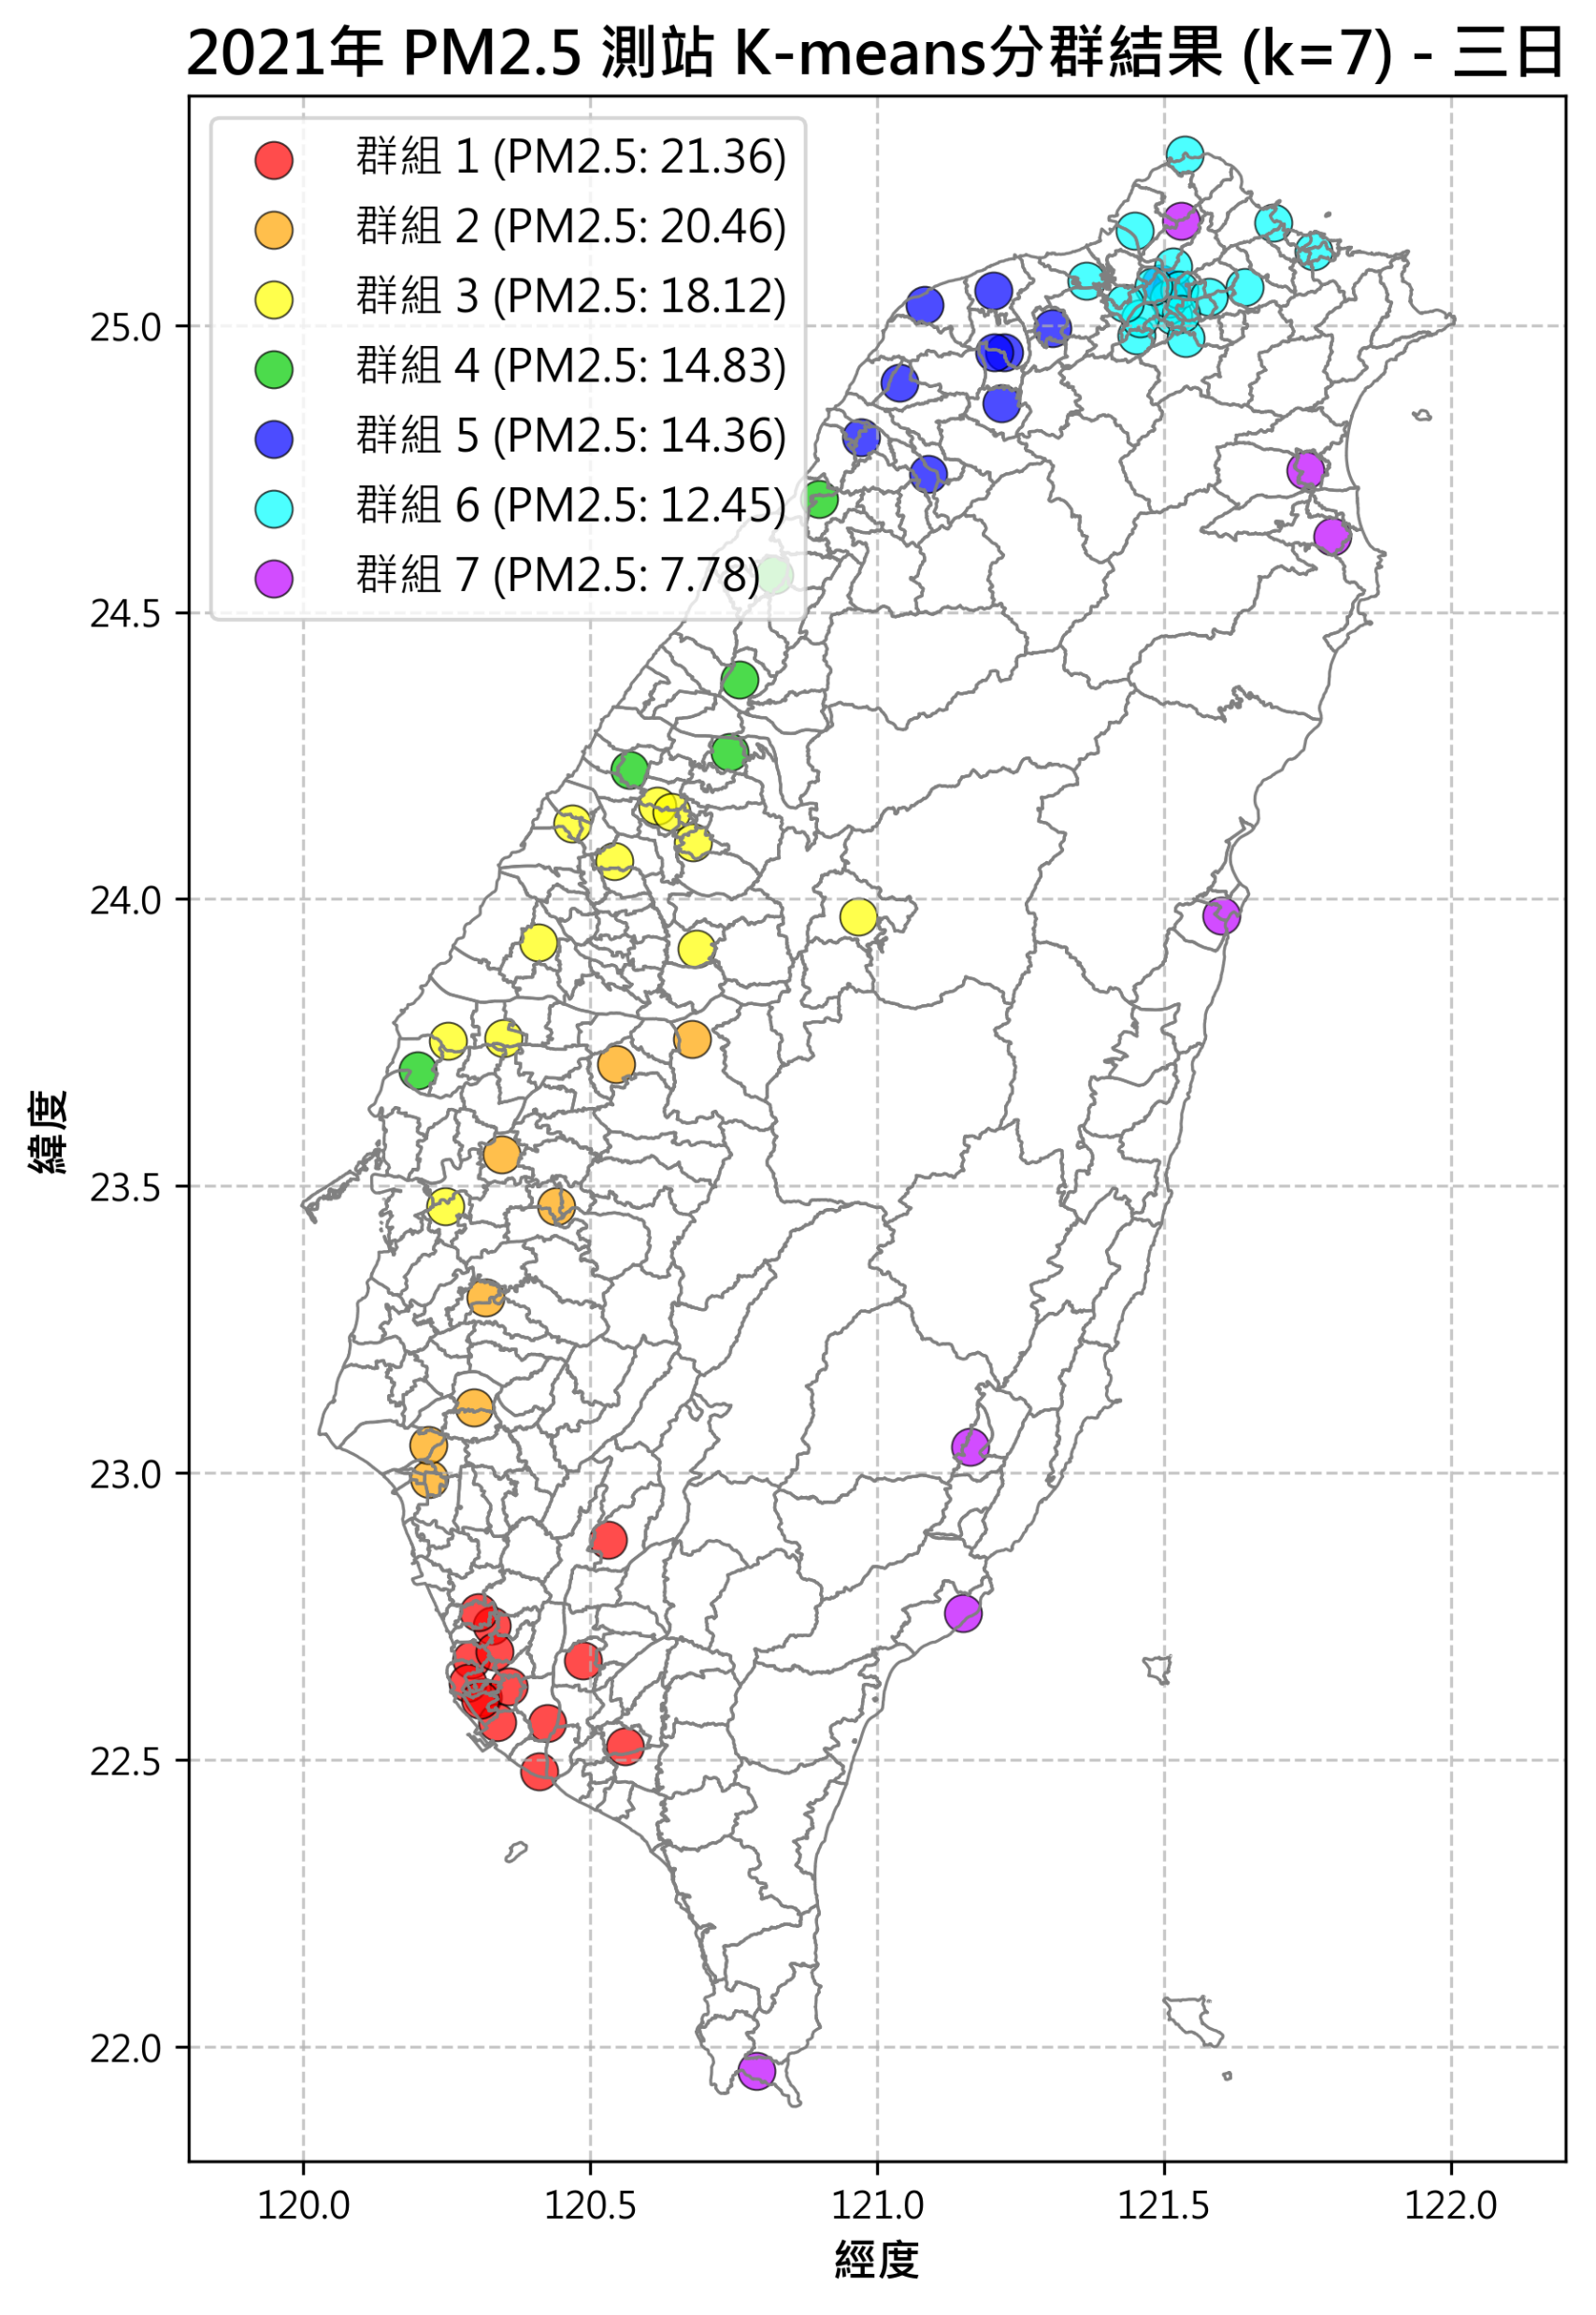 2021年 PM2.5 測站 K-means分群結果 (k=7) - 三日
群組 1 (PM2.5: 21.36)
群組 2 (PM2.5: 20.46)
群組 3 (PM2.5: 18.12)
群組 4 (PM2.5: 14.83)
群組 5 (PM2.5: 14.36)
群組 6 (PM2.5: 12.45)
群組 7 (PM2.5: 7.78)
25.0
24.5
24.0
23.5
23.0
22.5
22.0
緯度
120.0
120.5
121.0
121.5
122.0
經度